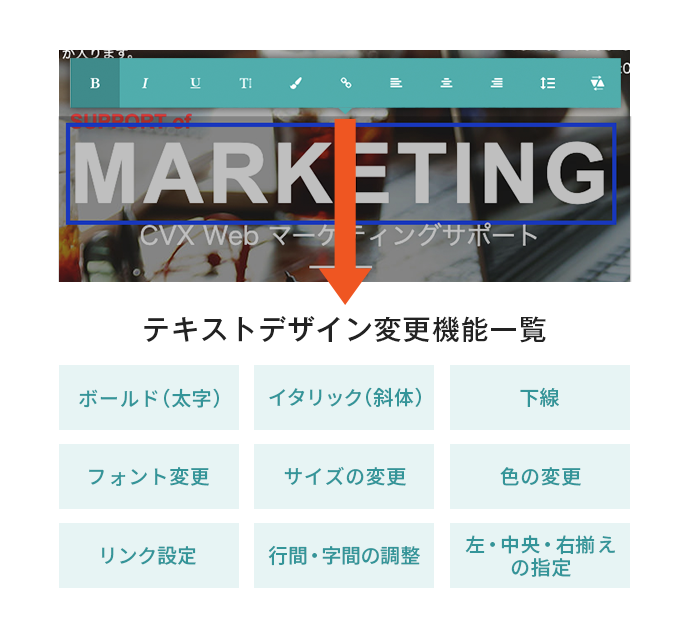 が入ります。
B I U T
SUPPORT of
MARKETING
CVX Web マーケティングサポート
テキストデザイン変更機能一覧
ボールド（太字） イタリック（斜体） 下線
フォント変更 サイズの変更 色の変更
リンク設定 行間・字間の調整 左・中央・右揃え
の指定